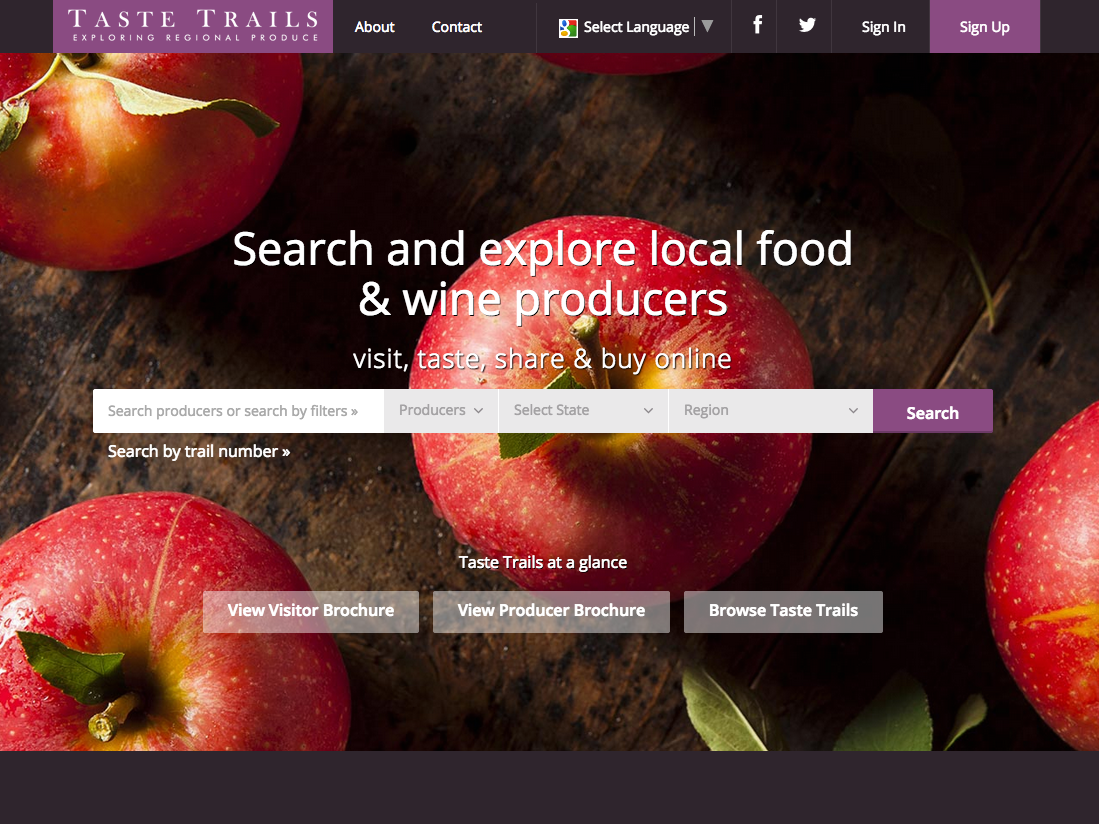 TASTE TRAILS
EXPLORING REGIONAL PRODUCE
About
Contact
Select Language
Sign In
Sign Up
Search and explore local food
& wine producers
visit, taste, share & buy online
Search producers or search by filters »
Producers
Select State
Region
Search
Search by trail number »
Taste Trails at a glance
View Visitor Brochure
View Producer Brochure
Browse Taste Trails